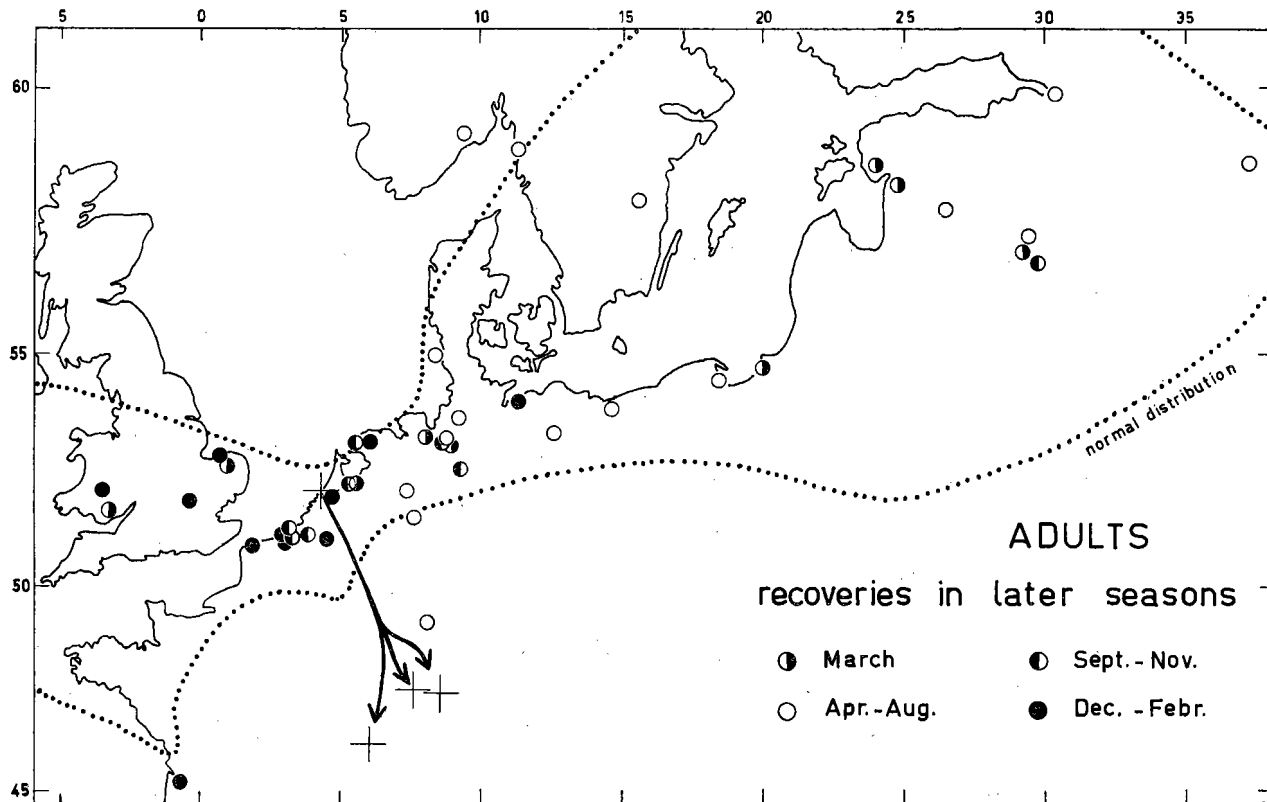 5 0 5 10 15 20 25 30 35
60
55
50
45
normal distribution
ADULTS
recoveries in later seasons
March Sept.-Nov.
Apr.-Aug. Dec.-Febr.